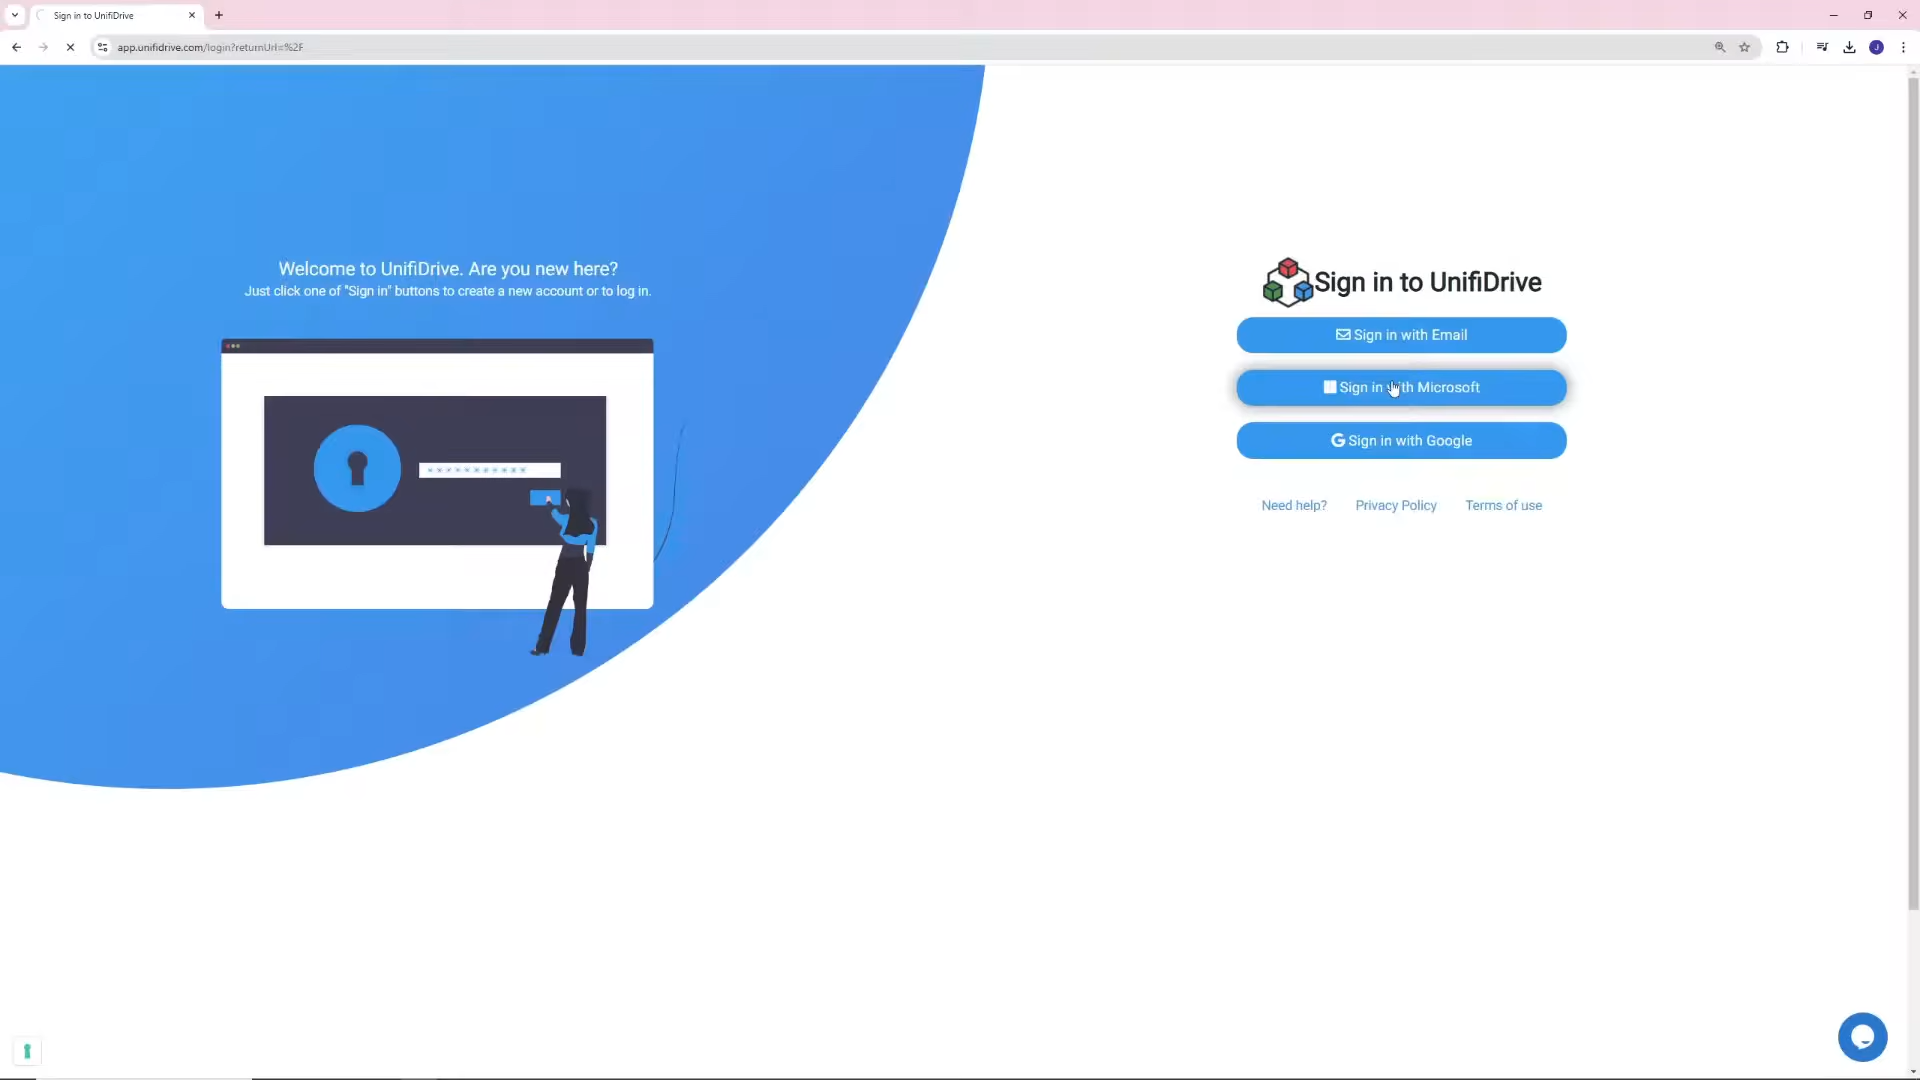 Sign in to UnifiDrive
app.unifidrive.com/login?returnUrl=%2F
J
Welcome to UnifiDrive. Are you new here?
Just click one of "Sign in" buttons to create a new account or to log in.
Sign in to UnifiDrive
Sign in with Email
Sign in with Microsoft
Sign in with Google
Need help? Privacy Policy Terms of use